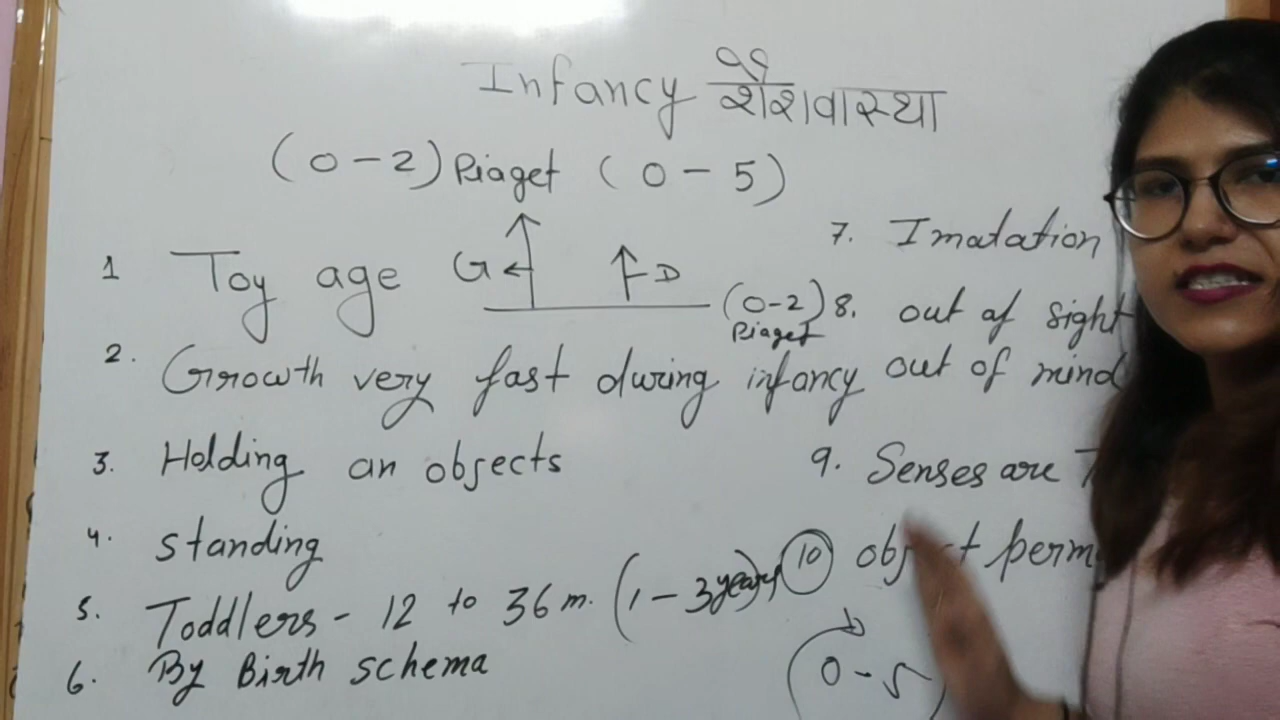 Infancy शैशवास्था
(0-2) Piaget (0-5)
1 Toy age G D (0-2)
Piaget
2. Growth very fast during infancy
3. Holding an objects
4. standing
5. Toddlers - 12 to 36 m. (1-3 years)
6. By Birth schema
7. Imatation
8. out of sight
out of mind
9. Senses are
10 object perm
0-5